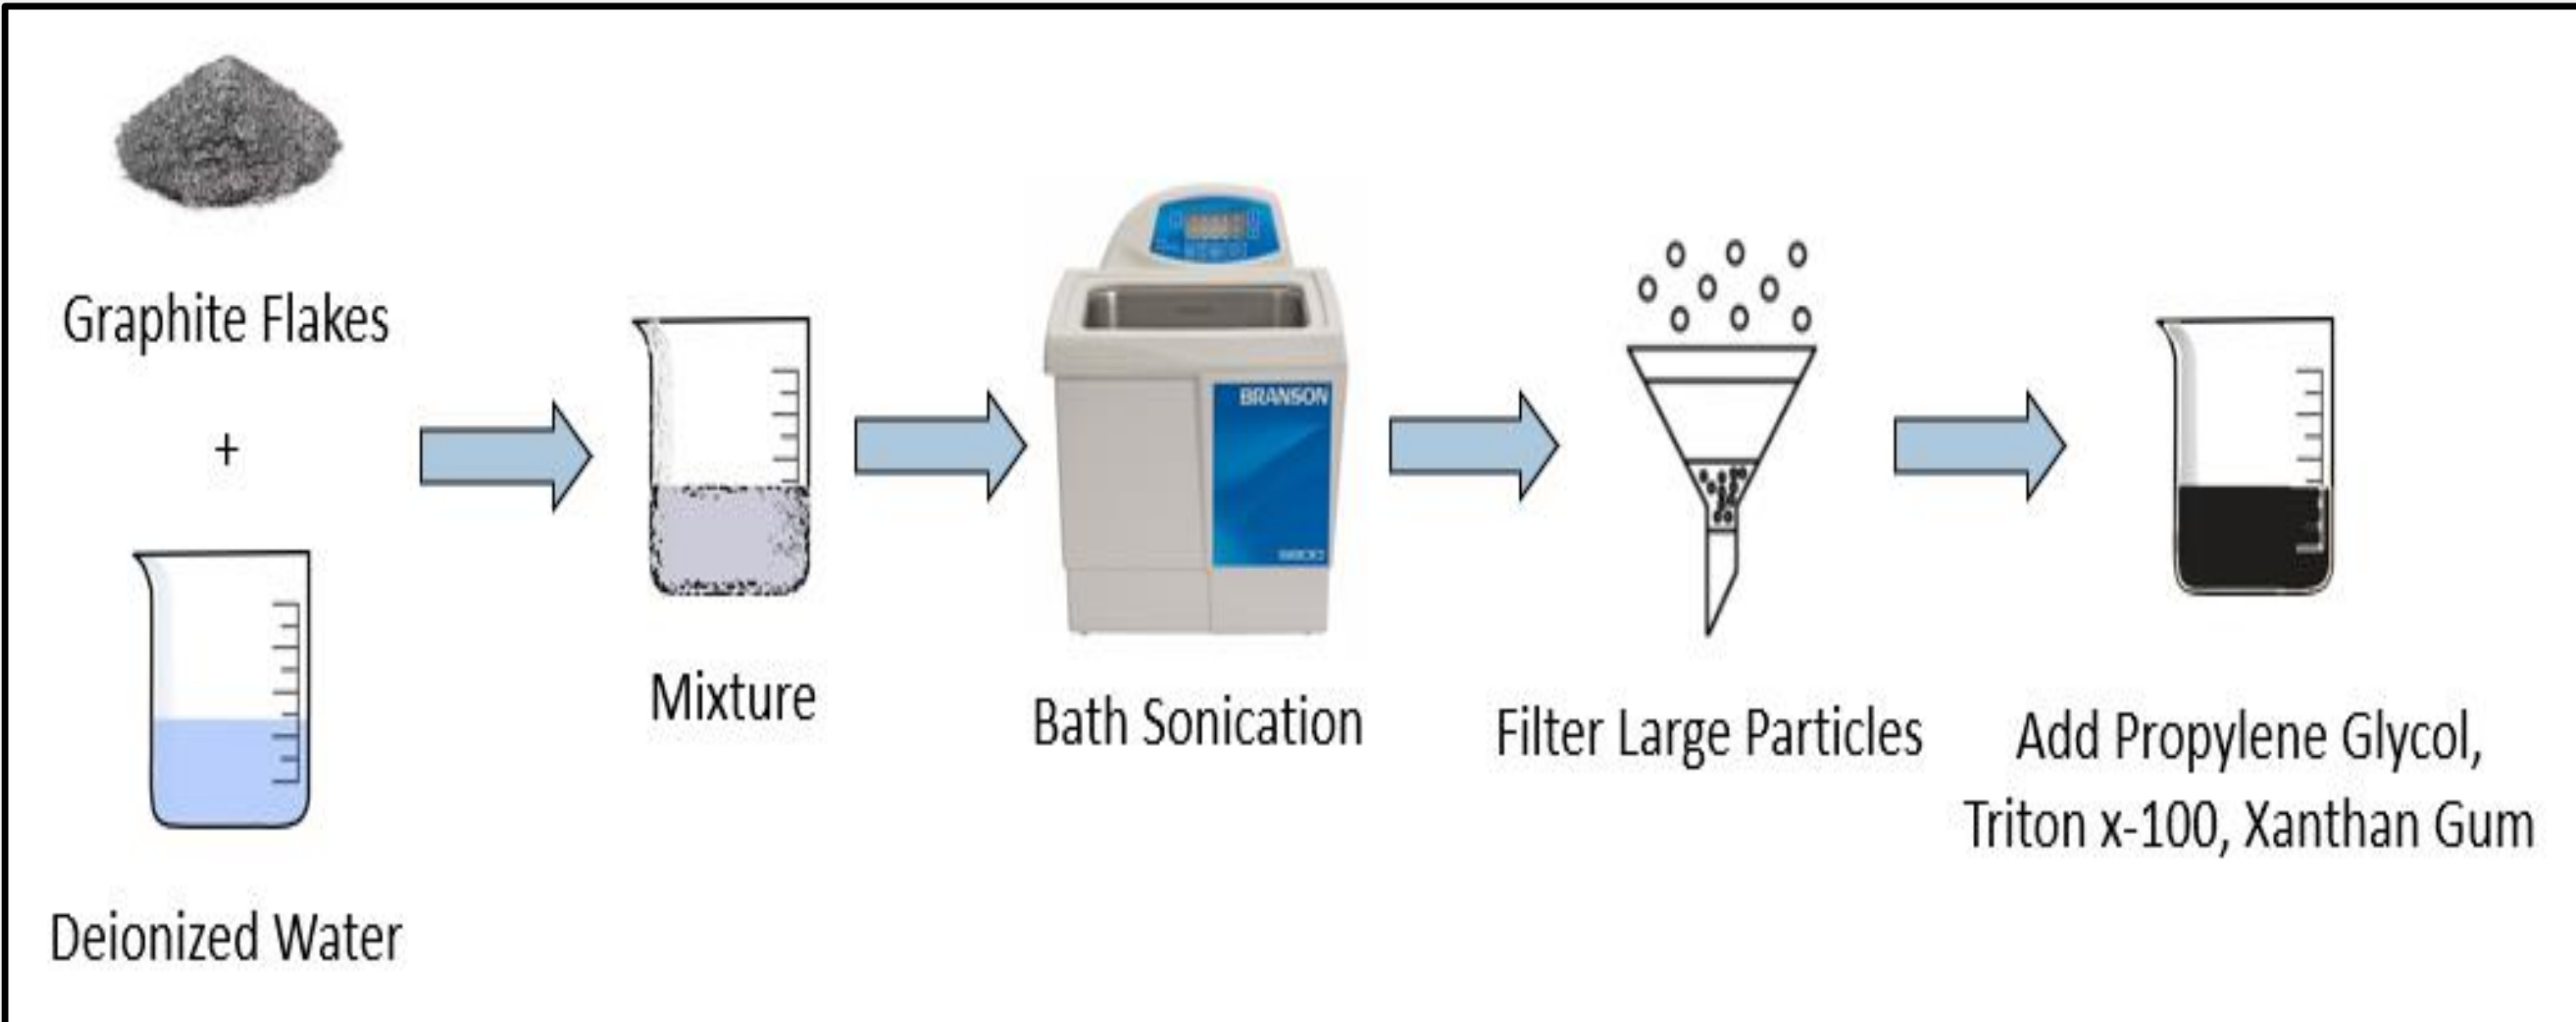 Graphite Flakes
+
Deionized Water
Mixture
BRANSON
Bath Sonication
Filter Large Particles
Add Propylene Glycol,
Triton x-100, Xanthan Gum